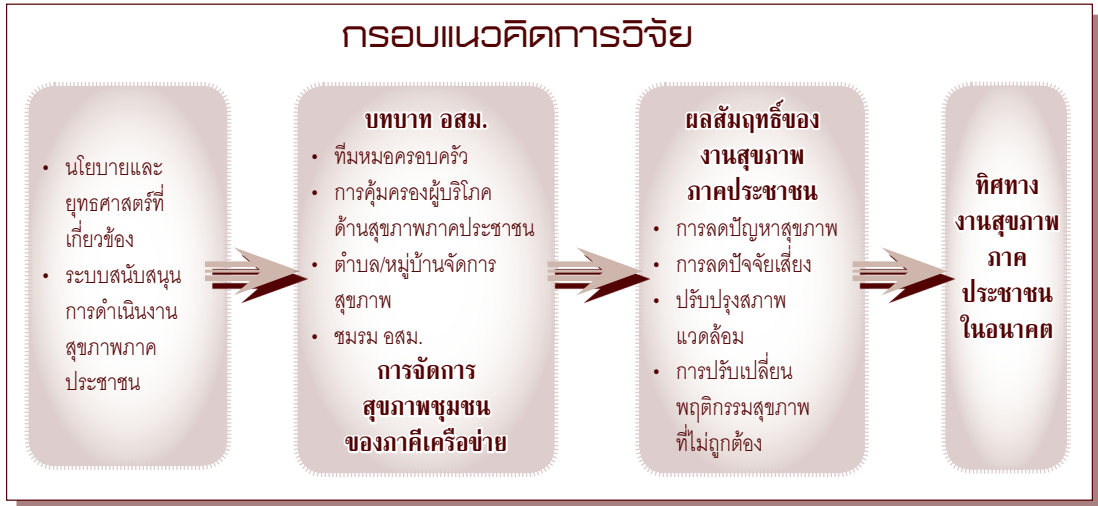 กรอบแนวคิดการวิจัย
• นโยบายและ
ยุทธศาสตร์ที่
เกี่ยวข้อง
• ระบบสนับสนุน
การดำเนินงาน
สุขภาพภาค
ประชาชน
บทบาท อสม.
• ทีมหมอครอบครัว
• การคุ้มครองผู้บริโภค
ด้านสุขภาพภาคประชาชน
• ตำบล/หมู่บ้านจัดการ
สุขภาพ
• ชมรม อสม.
การจัดการ
สุขภาพชุมชน
ของภาคีเครือข่าย
ผลสัมฤทธิ์ของ
งานสุขภาพ
ภาคประชาชน
• การลดปัญหาสุขภาพ
• การลดปัจจัยเสี่ยง
• ปรับปรุงสภาพ
แวดล้อม
• การปรับเปลี่ยน
พฤติกรรมสุขภาพ
ที่ไม่ถูกต้อง
ทิศทาง
งานสุขภาพ
ภาค
ประชาชน
ในอนาคต